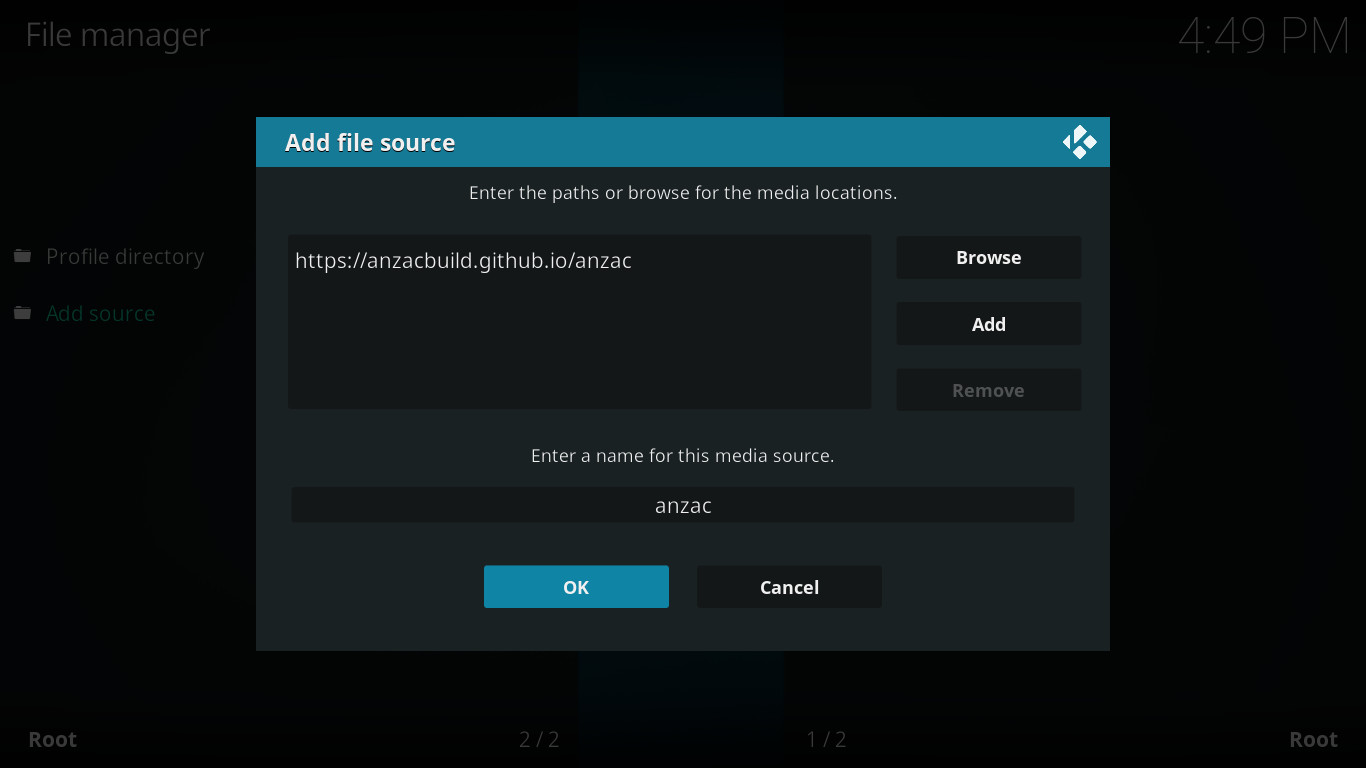 File manager
4:49 PM
Add file source
Enter the paths or browse for the media locations.
https://anzacbuild.github.io/anzac
Browse
Profile directory
Add
Add source
Remove
Enter a name for this media source.
anzac
OK
Cancel
Root
2 / 2
1 / 2
Root